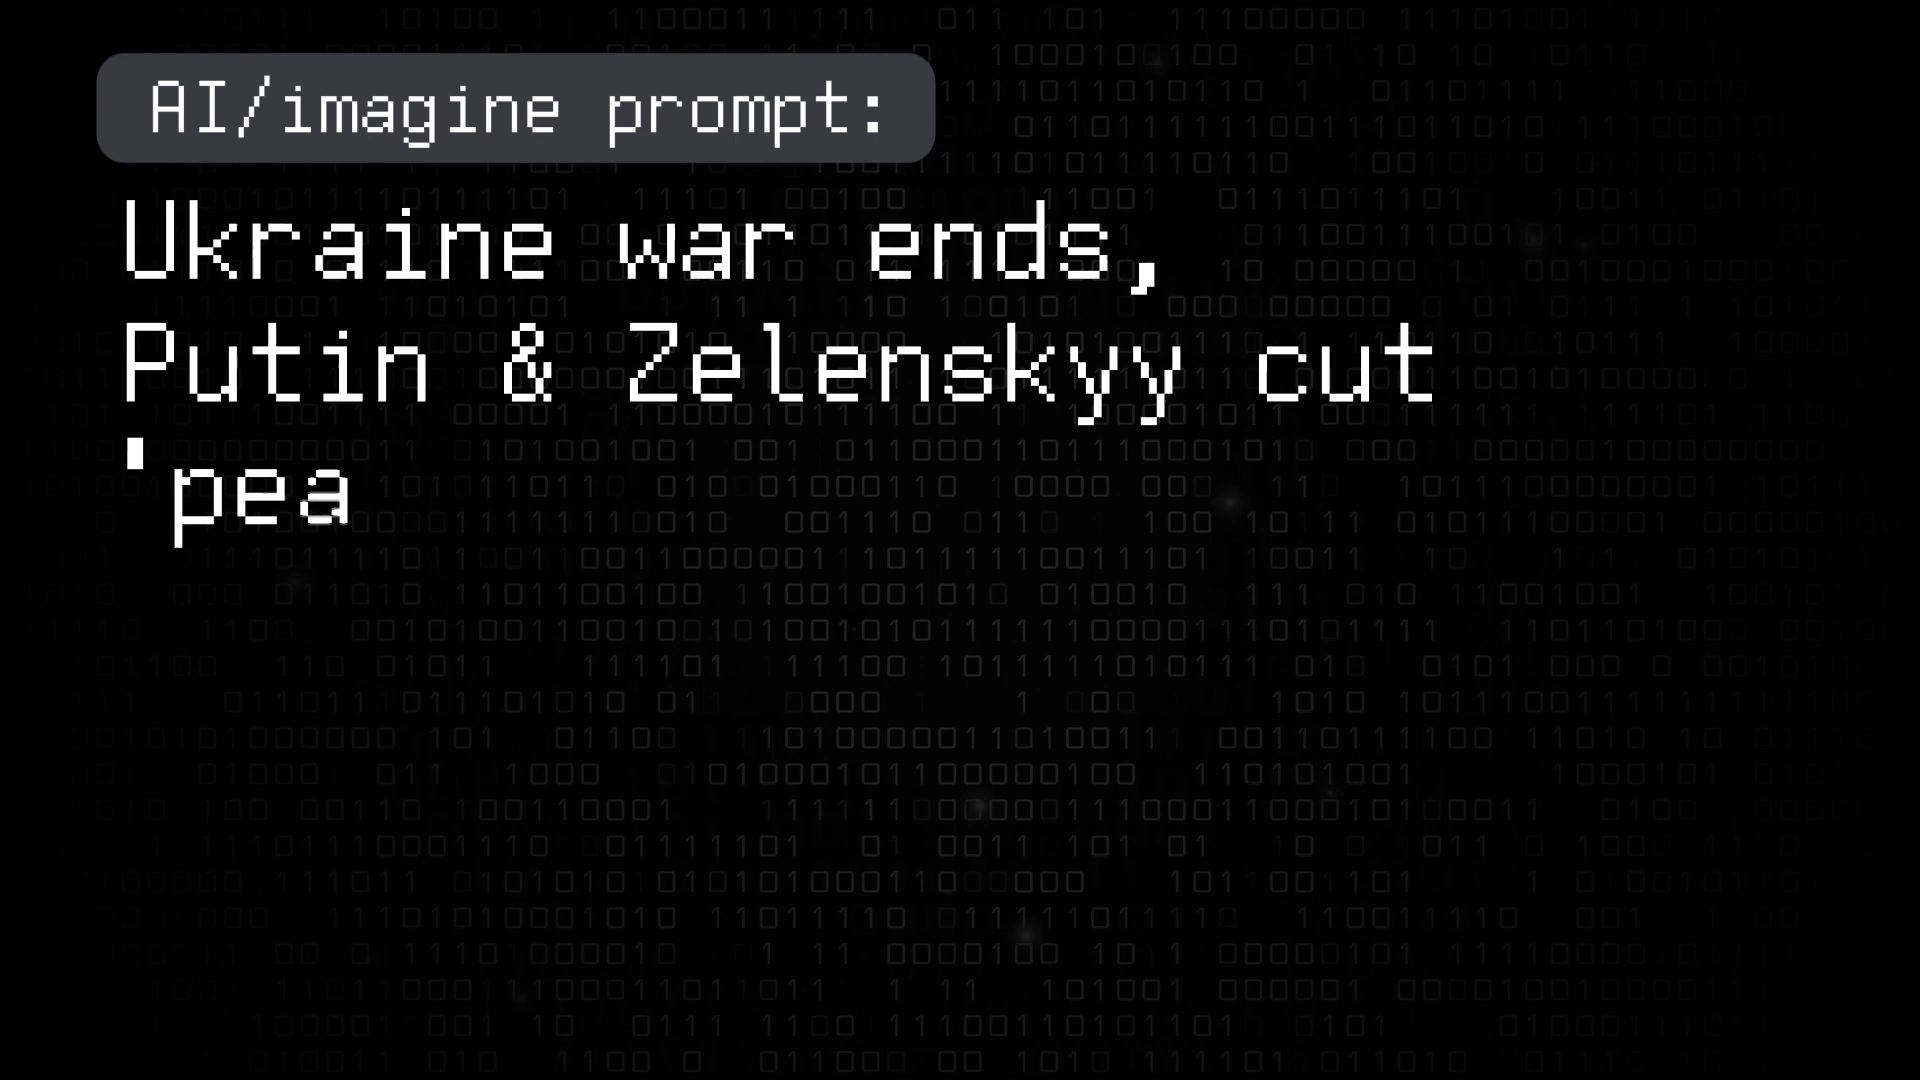 AI/imagine prompt:
Ukraine war ends,
Putin & Zelenskyy cut
'pea